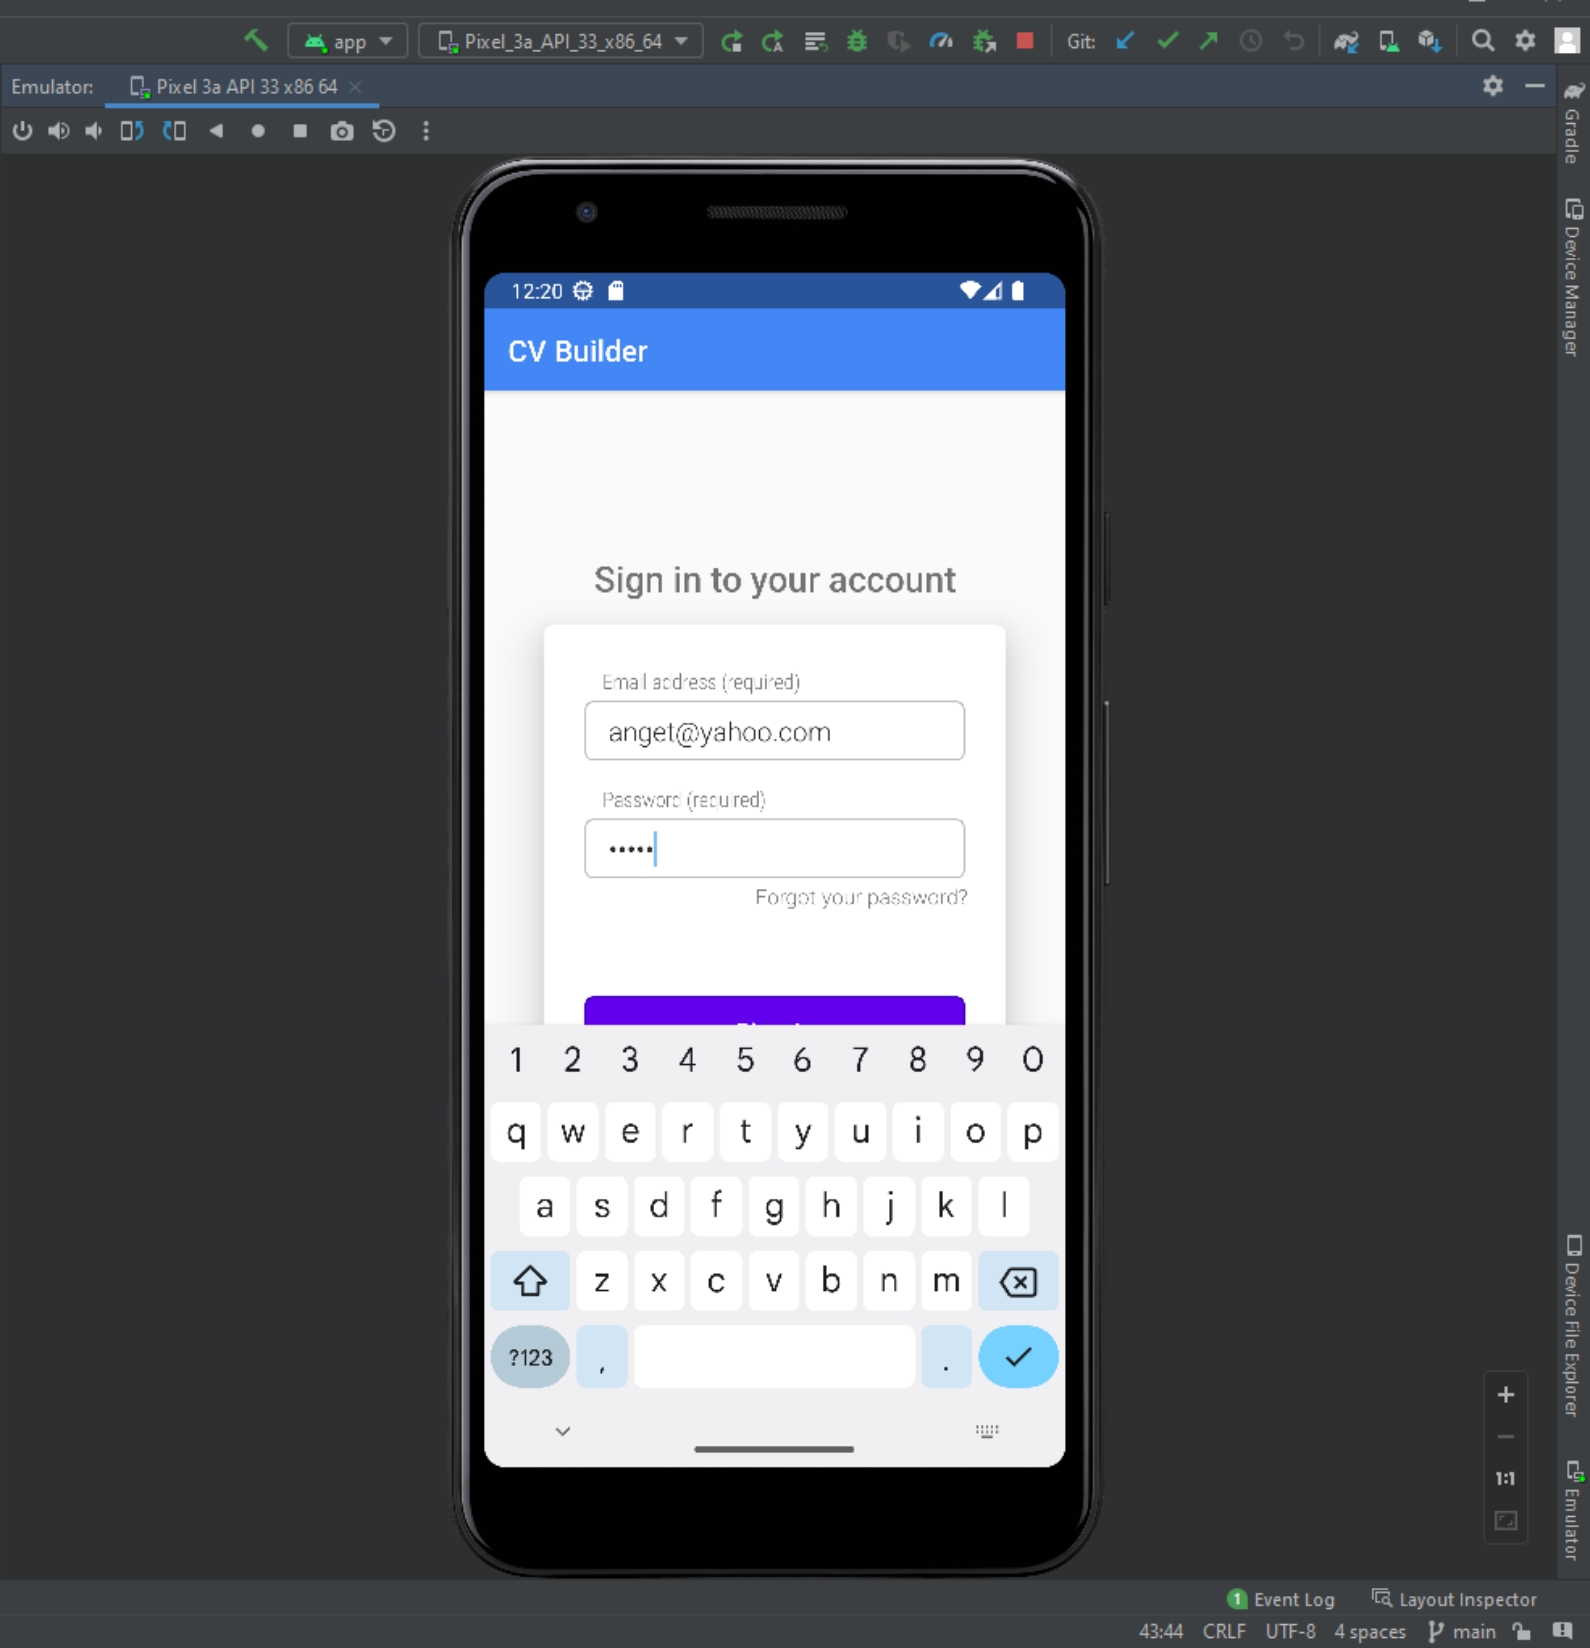 app
Pixel_3a_API_33_x86_64
Git:
Emulator:
Pixel 3a API 33 x86 64
Gradle
Device Manager
12:20
CV Builder
Sign in to your account
Email address (required)
anget@yahoo.com
Password (required)
•••••
Forgot your password?
1 2 3 4 5 6 7 8 9 0
q w e r t y u i o p
a s d f g h j k l
z x c v b n m
?123 , .
Device File Explorer
1:1
Emulator
1 Event Log
Layout Inspector
43:44 CRLF UTF-8 4 spaces main